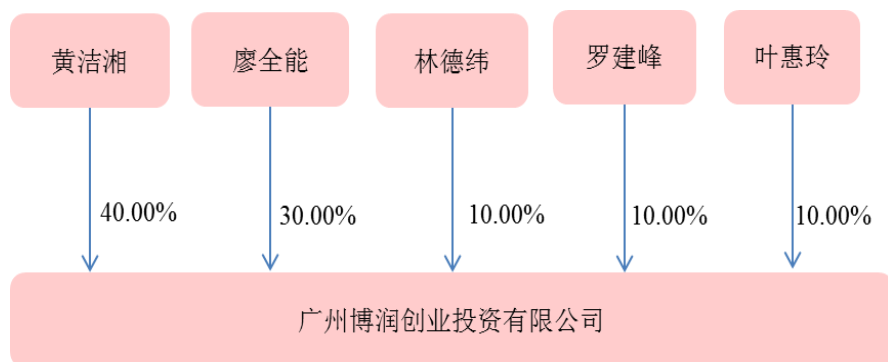 黄洁湘
廖全能
林德纬
罗建峰
叶惠玲
40.00%
30.00%
10.00%
10.00%
10.00%
广州博润创业投资有限公司